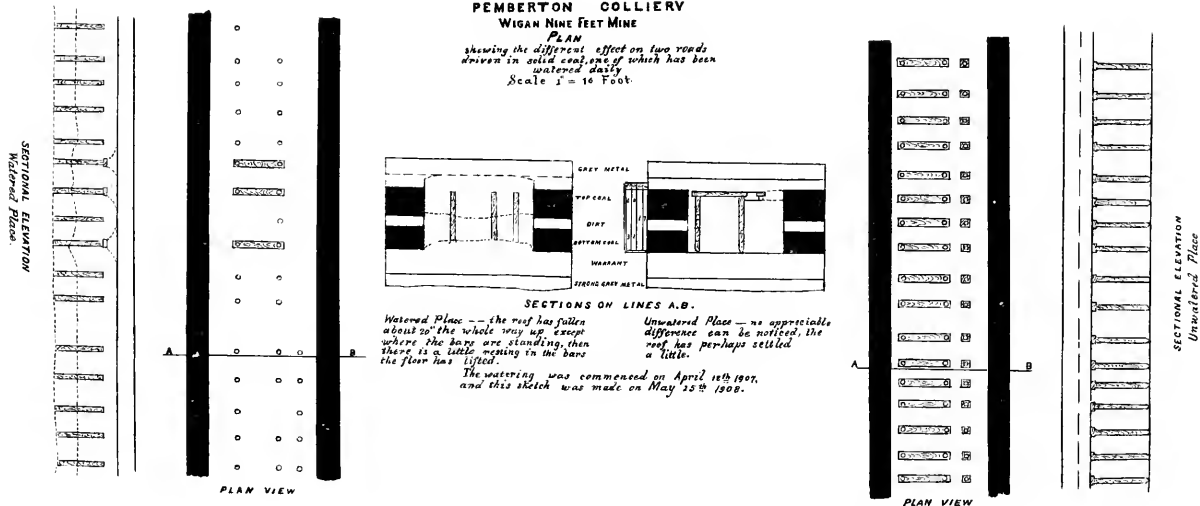 PEMBERTON COLLIERY
WIGAN NINE FEET MINE
PLAN
shewing the different effect on two roads
driven in solid coal, one of which has been
watered daily
Scale 1" = 16 Foot.
SECTIONAL ELEVATION
Watered Place.
A
B
PLAN VIEW
GREY METAL
TOP COAL
DIRT
BOTTOM COAL
WARRANT
STRONG GREY METAL
SECTIONS ON LINES A.B.
Watered Place -- the roof has fallen
about 20" the whole way up except
where the bars are standing, then
there is a little resting in the bars
the floor has lifted.
Unwatered Place — no appreciable
difference can be noticed, the
roof has perhaps settled
a little.
The watering was commenced on April 12th 1907,
and this sketch was made on May 25th 1908.
A
B
PLAN VIEW
SECTIONAL ELEVATION
Unwatered Place